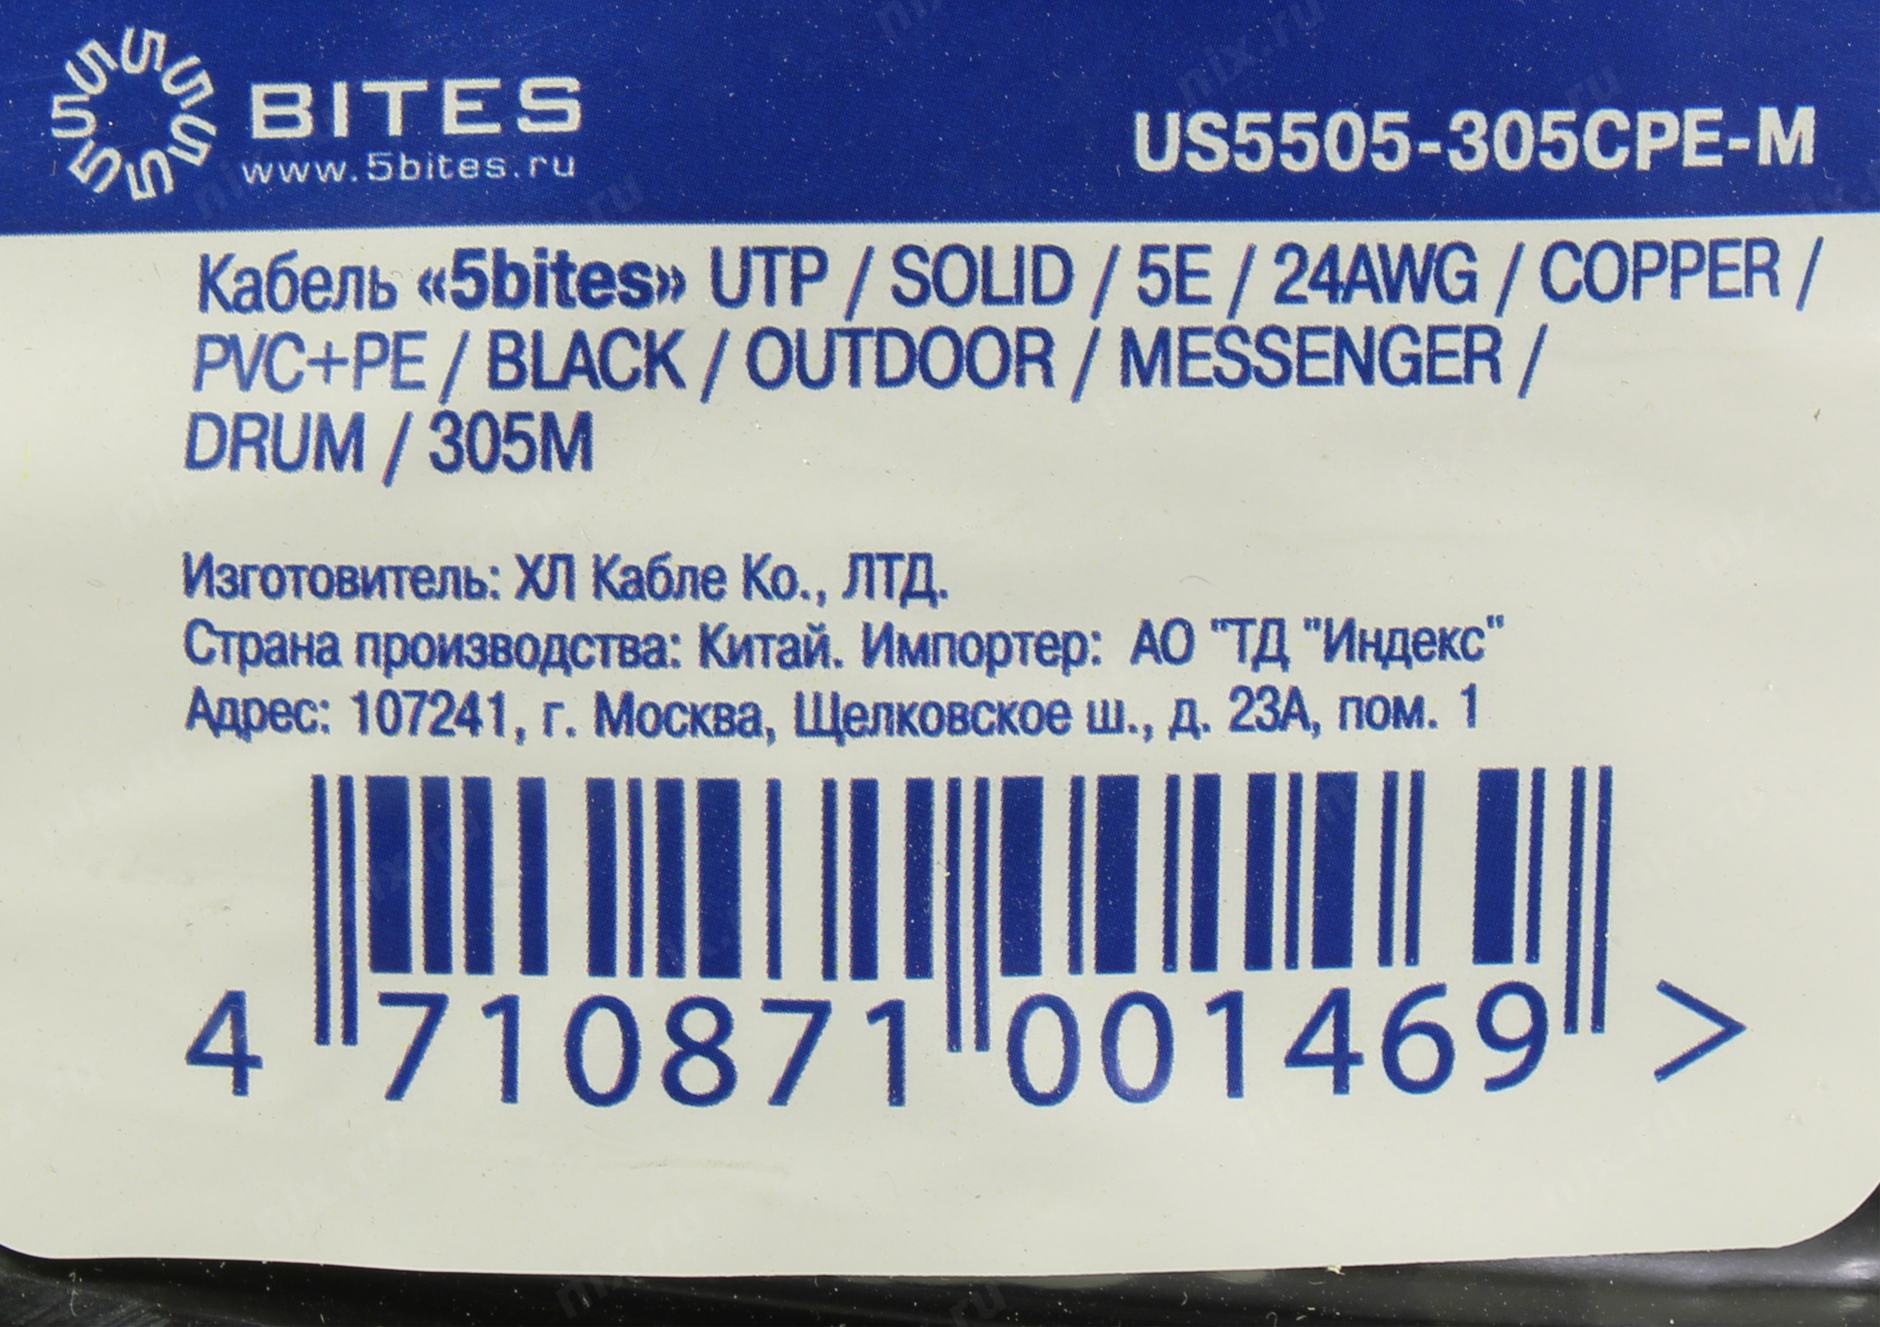 5 BITES
www.5bites.ru
US5505-305CPE-M
Кабель «5bites» UTP / SOLID / 5E / 24AWG / COPPER /
PVC+PE / BLACK / OUTDOOR / MESSENGER /
DRUM / 305M
Изготовитель: ХЛ Кабле Ко., ЛТД.
Страна производства: Китай. Импортер: АО "ТД "Индекс"
Адрес: 107241, г. Москва, Щелковское ш., д. 23А, пом. 1
4 710871 001469 >